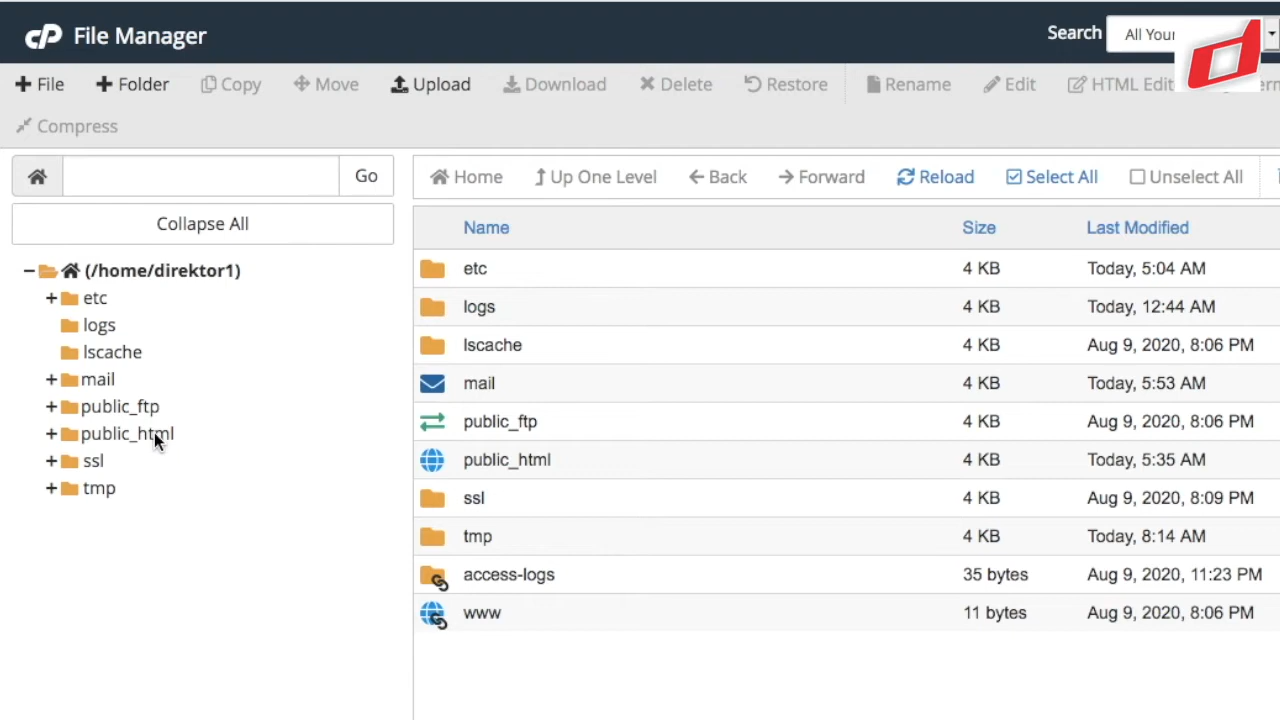 cP File Manager
Search All Your
+ File + Folder Copy Move Upload Download Delete Restore Rename Edit HTML Edit
Compress
Go
Collapse All
(/home/direktor1)
+ etc
logs
lscache
+ mail
+ public_ftp
+ public_html
+ ssl
+ tmp
Home Up One Level Back Forward Reload Select All Unselect All
Name Size Last Modified
etc 4 KB Today, 5:04 AM
logs 4 KB Today, 12:44 AM
lscache 4 KB Aug 9, 2020, 8:06 PM
mail 4 KB Today, 5:53 AM
public_ftp 4 KB Aug 9, 2020, 8:06 PM
public_html 4 KB Today, 5:35 AM
ssl 4 KB Aug 9, 2020, 8:09 PM
tmp 4 KB Today, 8:14 AM
access-logs 35 bytes Aug 9, 2020, 11:23 PM
www 11 bytes Aug 9, 2020, 8:06 PM